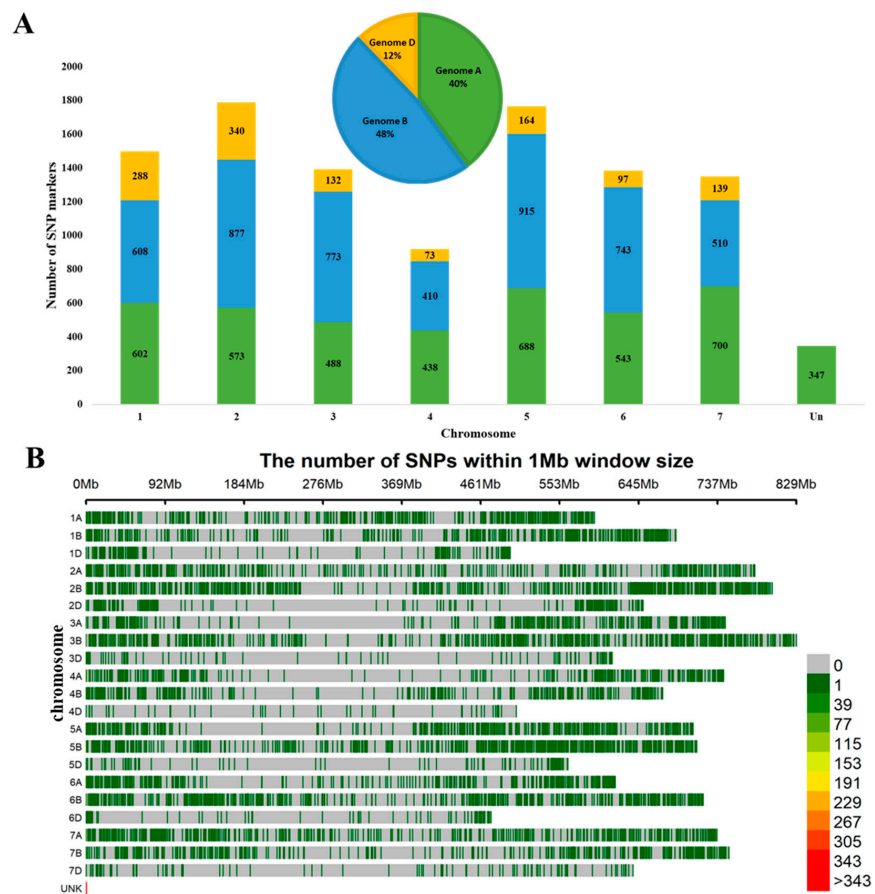 A
Number of SNP markers
2000
1800
1600
1400
1200
1000
800
600
400
200
0
Genome D
12%
Genome A
40%
Genome B
48%
288
608
602
340
877
573
132
773
488
73
410
438
164
915
688
97
743
543
139
510
700
347
1 2 3 4 5 6 7 Un
Chromosome
B
The number of SNPs within 1Mb window size
0Mb 92Mb 184Mb 276Mb 369Mb 461Mb 553Mb 645Mb 737Mb 829Mb
chromosome
1A
1B
1D
2A
2B
2D
3A
3B
3D
4A
4B
4D
5A
5B
5D
6A
6B
6D
7A
7B
7D
UNK
0
1
39
77
115
153
191
229
267
305
343
>343